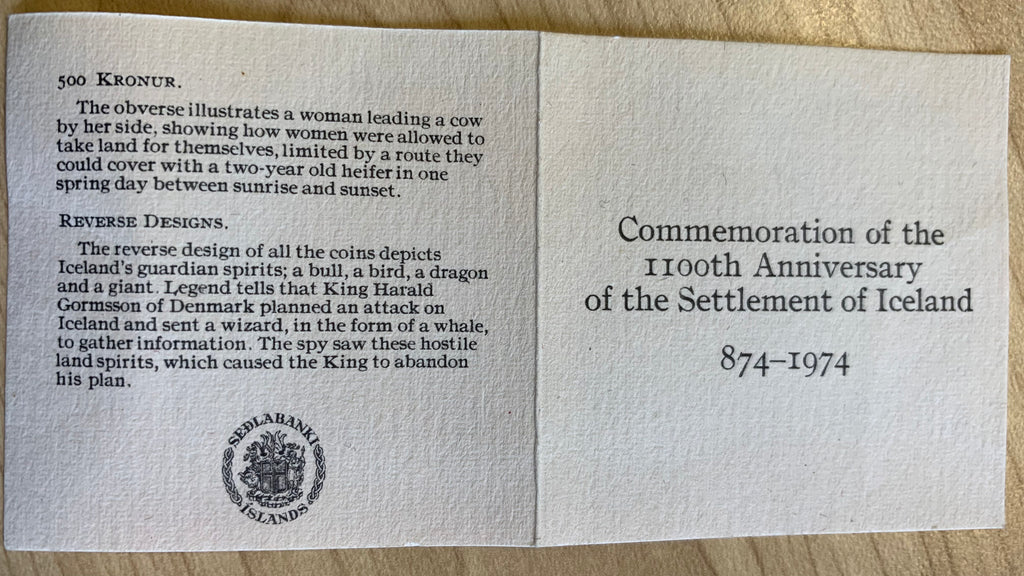 500 KRONUR.
The obverse illustrates a woman leading a cow
by her side, showing how women were allowed to
take land for themselves, limited by a route they
could cover with a two-year old heifer in one
spring day between sunrise and sunset.
REVERSE DESIGNS.
The reverse design of all the coins depicts
Iceland's guardian spirits; a bull, a bird, a dragon
and a giant. Legend tells that King Harald
Gormsson of Denmark planned an attack on
Iceland and sent a wizard, in the form of a whale,
to gather information. The spy saw these hostile
land spirits, which caused the King to abandon
his plan.
SEÐLABANKI
ÍSLANDS
Commemoration of the
1100th Anniversary
of the Settlement of Iceland
874–1974